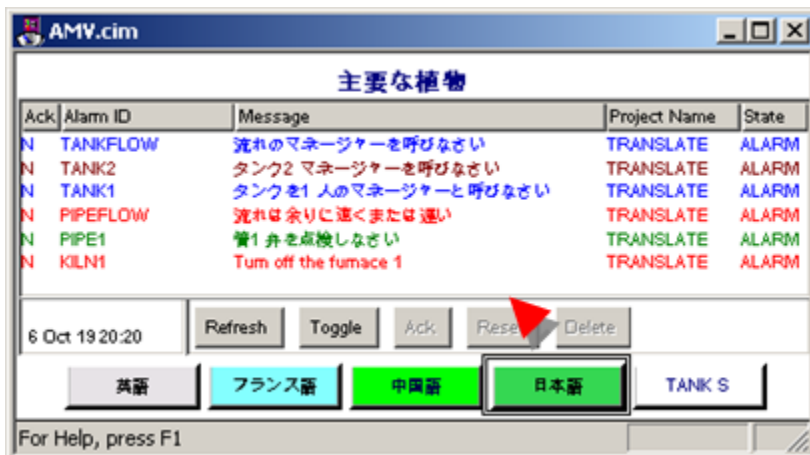 AMV.cim
主要な植物
Ack Alarm ID Message Project Name State
N TANKFLOW 流れのマネージャーを呼びなさい TRANSLATE ALARM
N TANK2 タンク2 マネージャーを呼びなさい TRANSLATE ALARM
N TANK1 タンクを1 人のマネージャーと呼びなさい TRANSLATE ALARM
N PIPEFLOW 流れは余りに速くまたは遅い TRANSLATE ALARM
N PIPE1 管1 弁を点検しなさい TRANSLATE ALARM
N KILN1 Turn off the furnace 1 TRANSLATE ALARM
6 Oct 19 20:20 Refresh Toggle Ack Rese Delete
英語 フランス語 中国語 日本語 TANK S
For Help, press F1